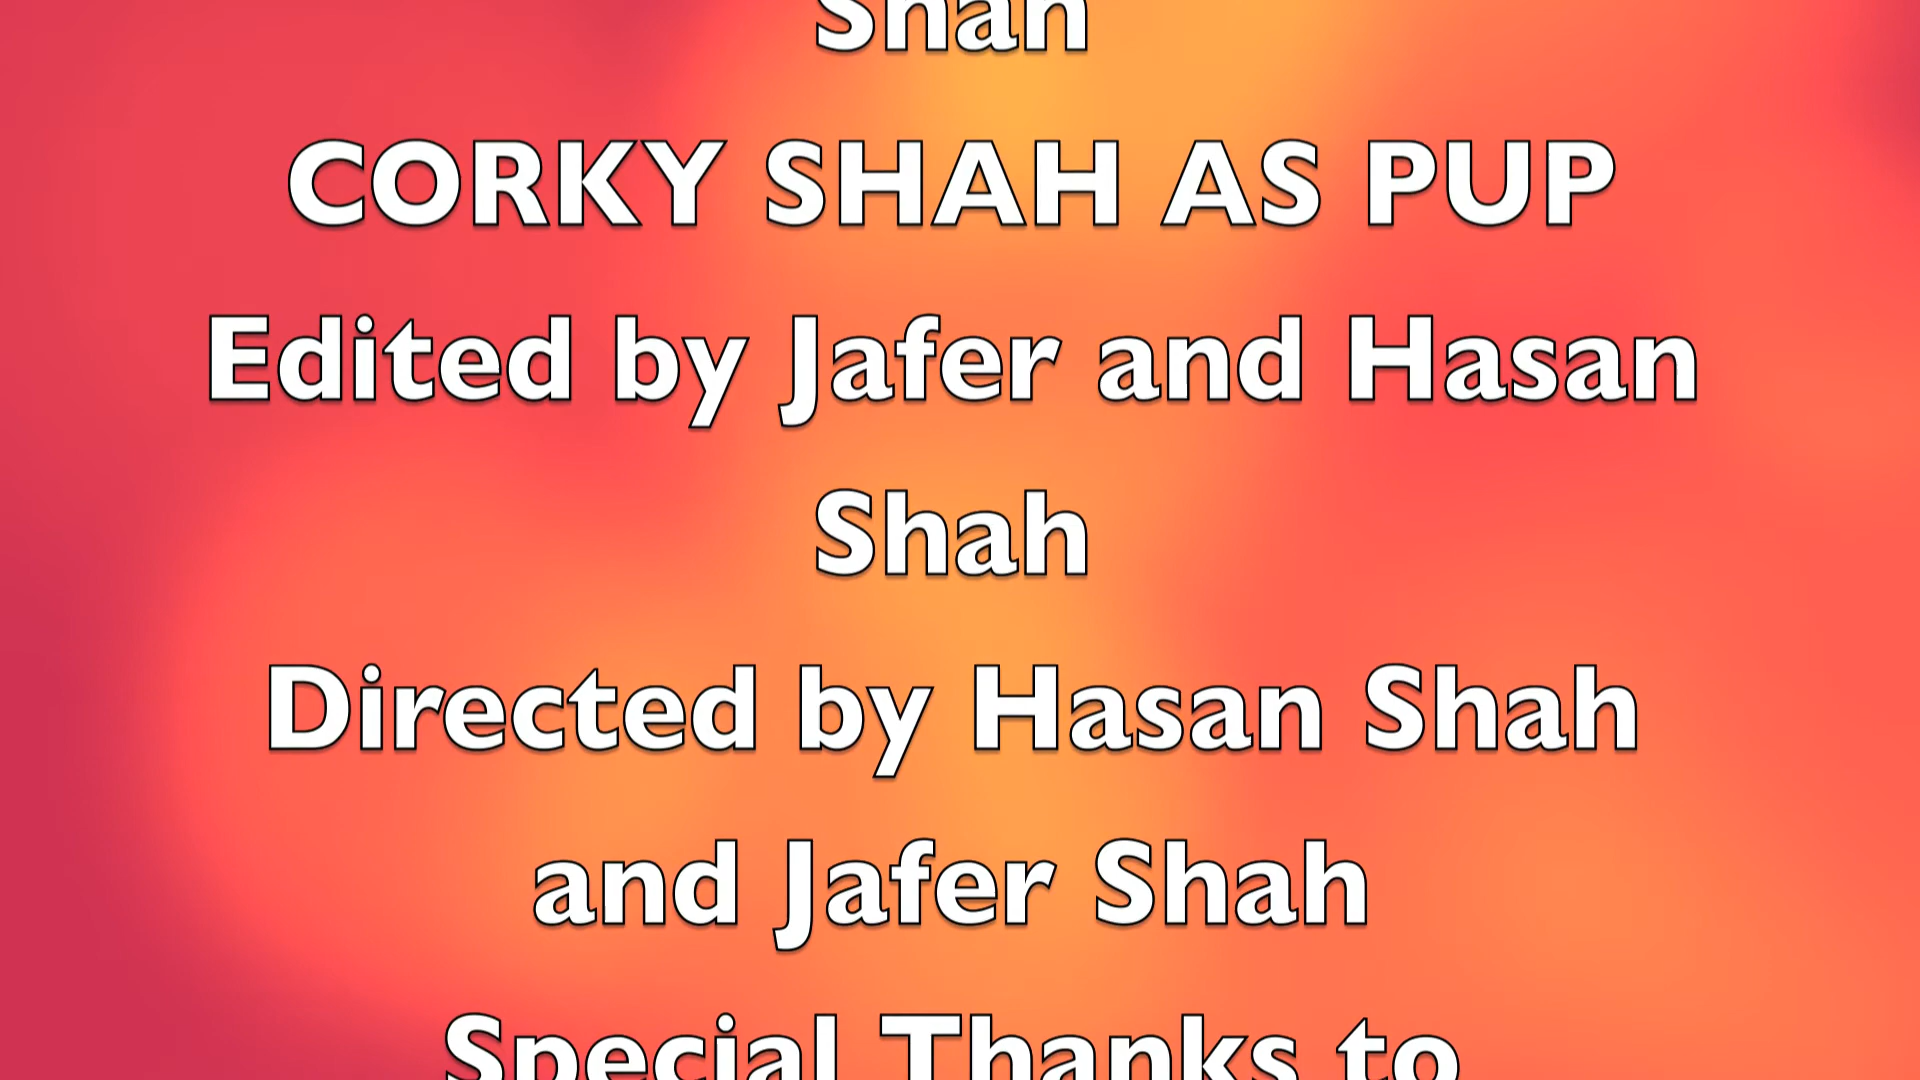 Shah
CORKY SHAH AS PUP
Edited by Jafer and Hasan
Shah
Directed by Hasan Shah
and Jafer Shah
Special Thanks to